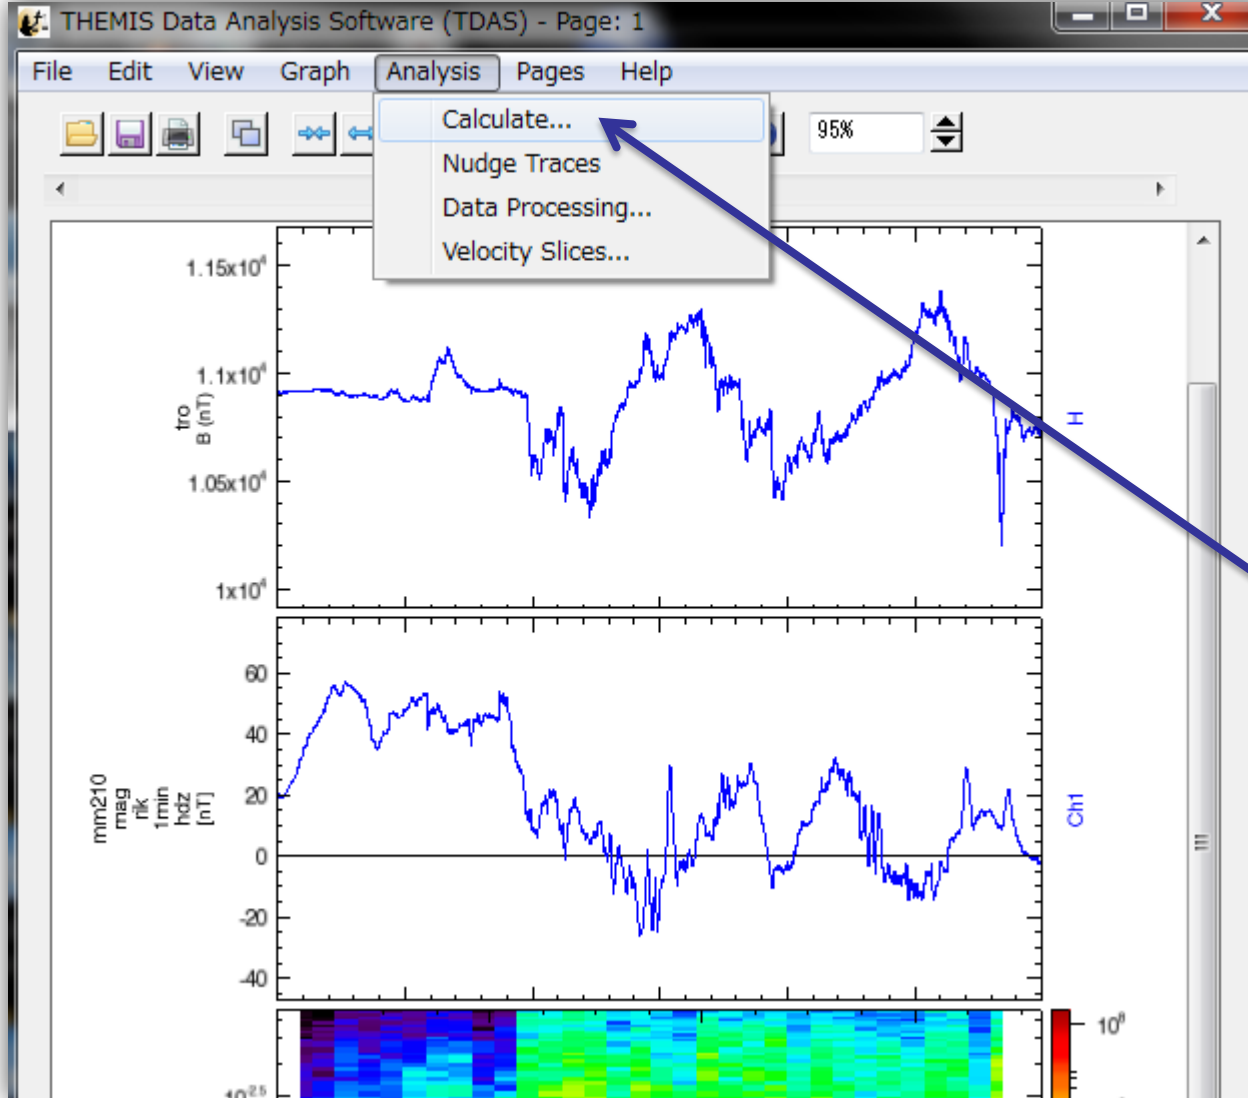 THEMIS Data Analysis Software (TDAS) - Page: 1
File Edit View Graph Analysis Pages Help
Calculate...
Nudge Traces
Data Processing...
Velocity Slices...
95%
1.15x10⁴
1.1x10⁴
1.05x10⁴
1x10⁴
tro
B (nT)
H
60
40
20
0
-20
-40
mm210
mag
rik
1min
hdz
[nT]
Ch1
10⁸
10²·⁵